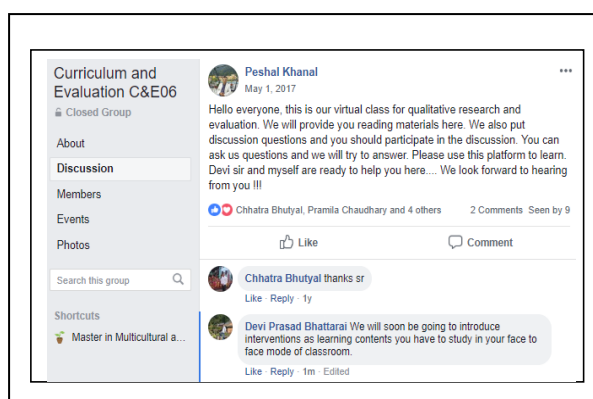 Curriculum and
Evaluation C&E06
Closed Group
About
Discussion
Members
Events
Photos
Search this group
Shortcuts
Master in Multicultural a...
Peshal Khanal
May 1, 2017
Hello everyone, this is our virtual class for qualitative research and
evaluation. We will provide you reading materials here. We also put
discussion questions and you should participate in the discussion. You can
ask us questions and we will try to answer. Please use this platform to learn.
Devi sir and myself are ready to help you here.... We look forward to hearing
from you !!!
Chhatra Bhutyal, Pramila Chaudhary and 4 others 2 Comments Seen by 9
Like Comment
Chhatra Bhutyal thanks sr
Like · Reply · 1y
Devi Prasad Bhattarai We will soon be going to introduce
interventions as learning contents you have to study in your face to
face mode of classroom.
Like · Reply · 1m · Edited